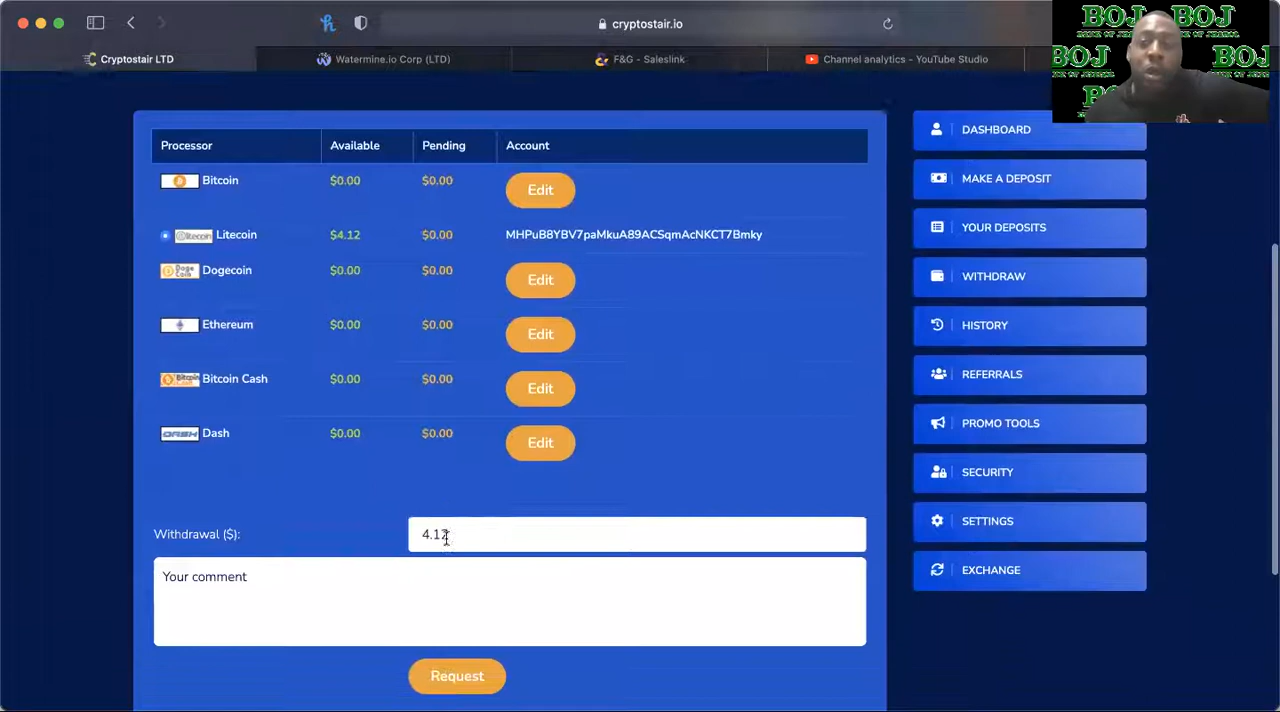 cryptostair.io
Cryptostair LTD
Watermine.io Corp (LTD)
F&G - Saleslink
Channel analytics - YouTube Studio
BOJ BOJ
BOJ BOJ
Processor Available Pending Account
Bitcoin $0.00 $0.00 Edit
Litecoin $4.12 $0.00 MHPuB8YBV7paMkuA89ACSqmAcNKCT7Bmky
Dogecoin $0.00 $0.00 Edit
Ethereum $0.00 $0.00 Edit
Bitcoin Cash $0.00 $0.00 Edit
Dash $0.00 $0.00 Edit
Withdrawal ($): 4.12
Your comment
Request
DASHBOARD
MAKE A DEPOSIT
YOUR DEPOSITS
WITHDRAW
HISTORY
REFERRALS
PROMO TOOLS
SECURITY
SETTINGS
EXCHANGE